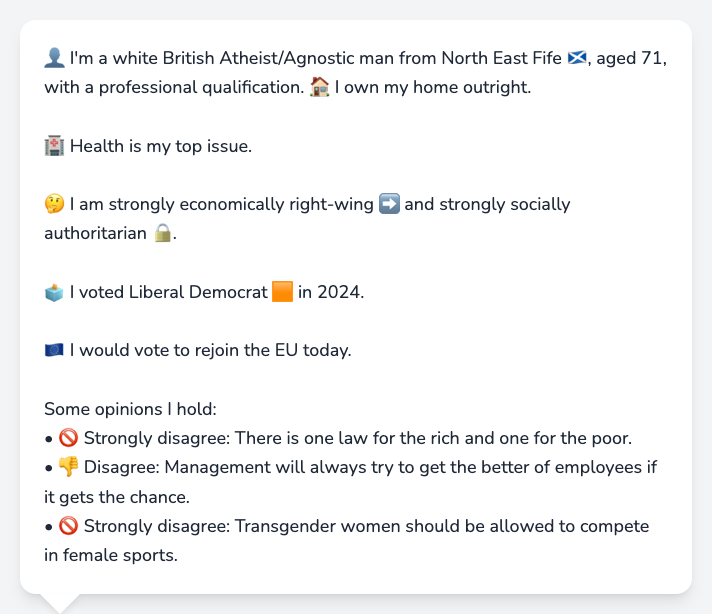 👤 I'm a white British Atheist/Agnostic man from North East Fife 🏴󠁧󠁢󠁳󠁣󠁴󠁿, aged 71,
with a professional qualification. 🏠 I own my home outright.
🏥 Health is my top issue.
🤔 I am strongly economically right-wing ➡️ and strongly socially
authoritarian 🔒.
🗳️ I voted Liberal Democrat 🟧 in 2024.
🇪🇺 I would vote to rejoin the EU today.
Some opinions I hold:
• 🚫 Strongly disagree: There is one law for the rich and one for the poor.
• 👎 Disagree: Management will always try to get the better of employees if
it gets the chance.
• 🚫 Strongly disagree: Transgender women should be allowed to compete
in female sports.